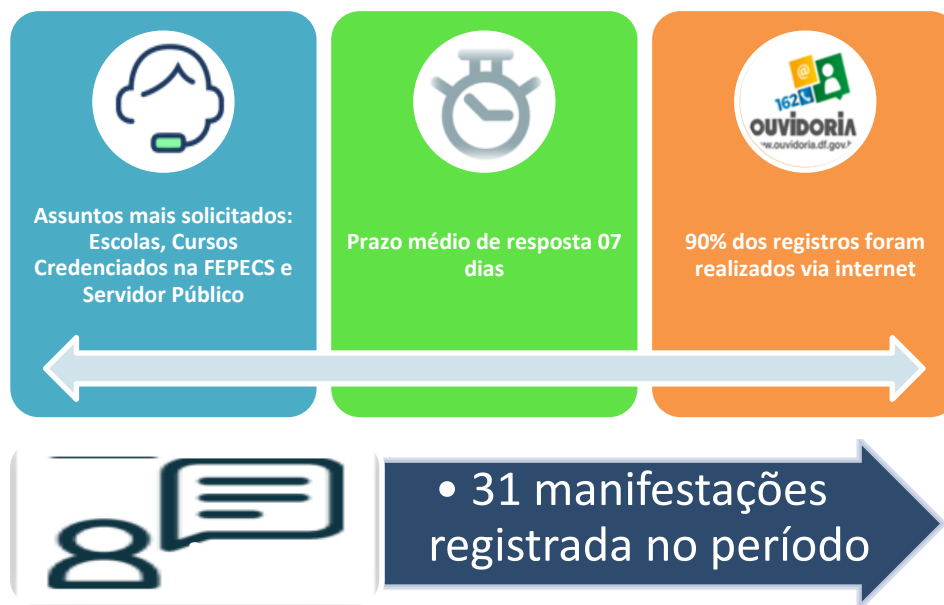 Assuntos mais solicitados:
Escolas, Cursos
Credenciados na FEPECS e
Servidor Público
Prazo médio de resposta 07
dias
@
162
OUVIDORIA
w.ouvidoria.df.gov.
90% dos registros foram
realizados via internet
• 31 manifestações
registrada no período